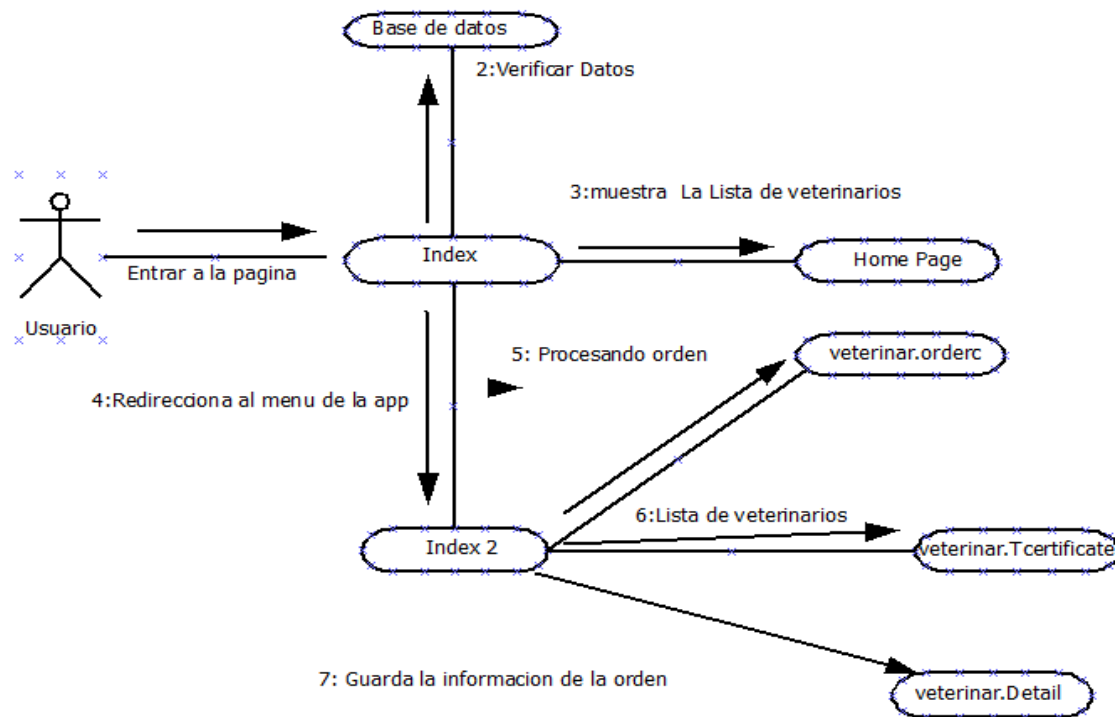 Base de datos
2:Verificar Datos
3:muestra La Lista de veterinarios
Entrar a la pagina
Index
Home Page
Usuario
5: Procesando orden
veterinar.orderc
4:Redirecciona al menu de la app
6:Lista de veterinarios
Index 2
veterinar.Tcertificate
7: Guarda la informacion de la orden
veterinar.Detail